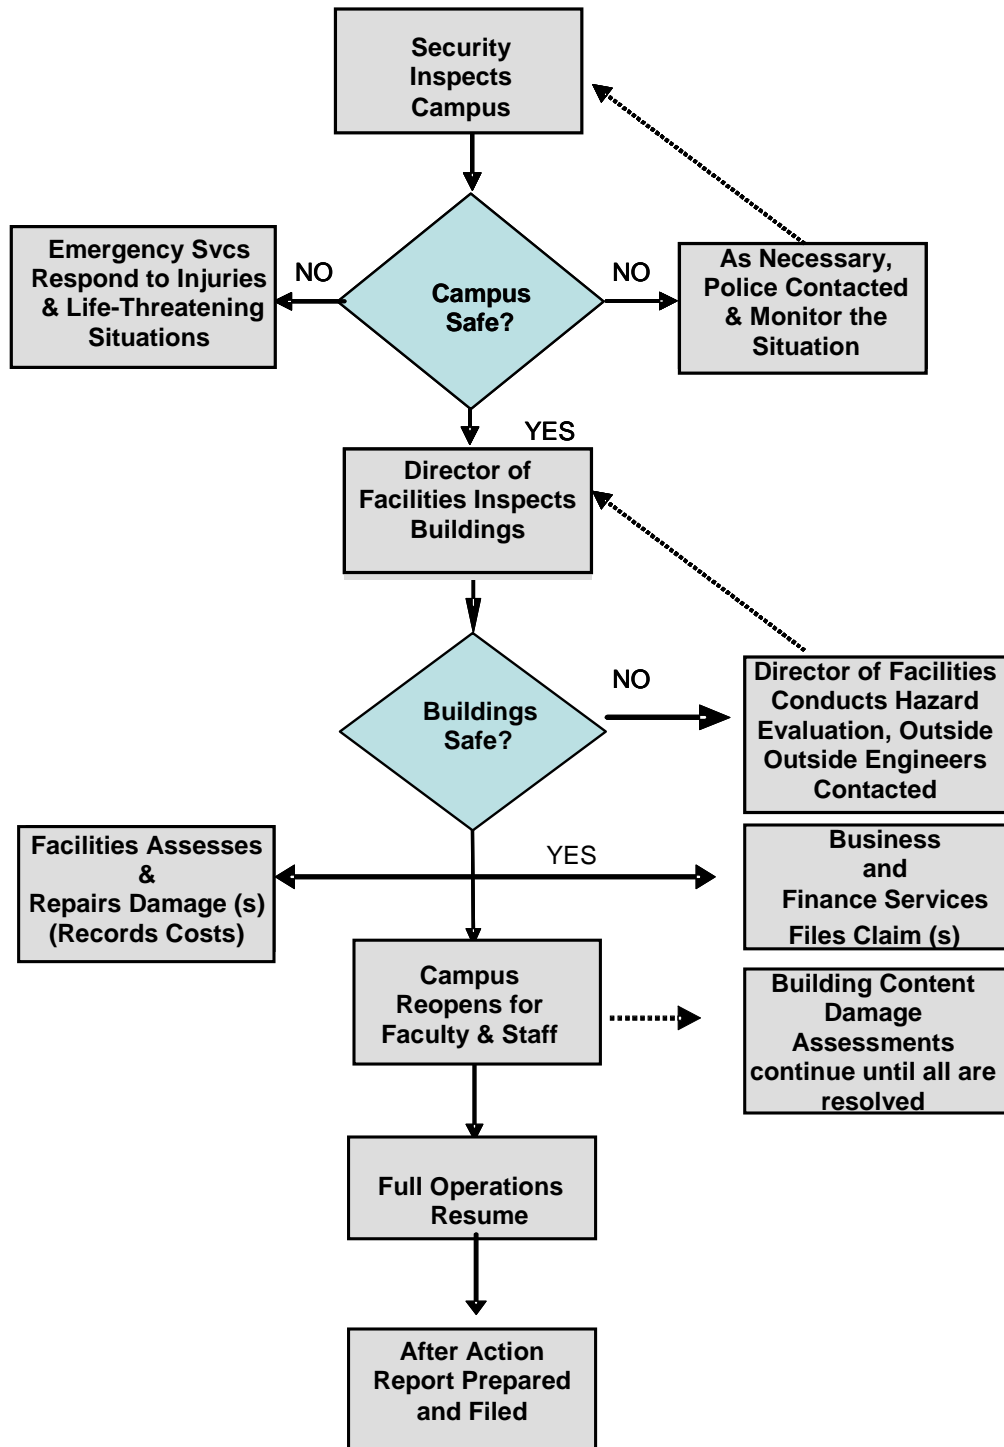 Security
Inspects
Campus
Emergency Svcs
Respond to Injuries
& Life-Threatening
Situations
NO
Campus
Safe?
NO
As Necessary,
Police Contacted
& Monitor the
Situation
YES
Director of
Facilities Inspects
Buildings
Buildings
Safe?
NO
Director of Facilities
Conducts Hazard
Evaluation, Outside
Outside Engineers
Contacted
Facilities Assesses
&
Repairs Damage (s)
(Records Costs)
YES
Business
and
Finance Services
Files Claim (s)
Campus
Reopens for
Faculty & Staff
Building Content
Damage
Assessments
continue until all are
resolved
Full Operations
Resume
After Action
Report Prepared
and Filed